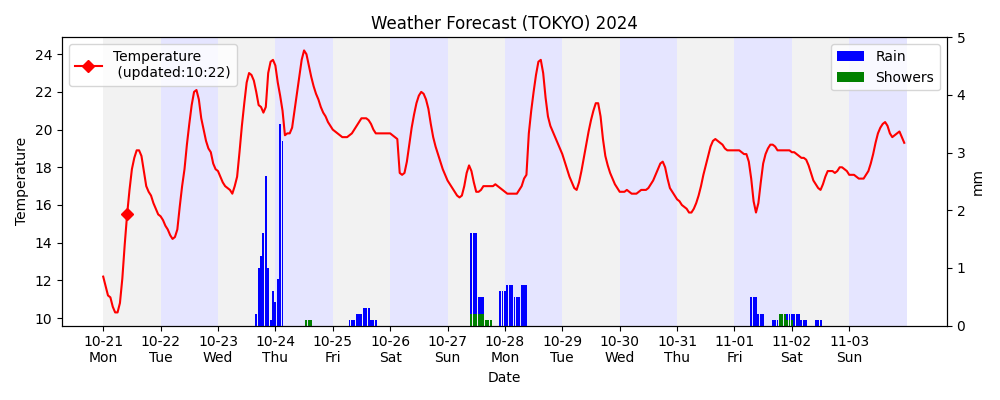 Weather Forecast (TOKYO) 2024
Temperature
(updated:10:22)
Rain
Showers
Temperature
24
22
20
18
16
14
12
10
5
4
3
2
1
0
mm
10-21 10-22 10-23 10-24 10-25 10-26 10-27 10-28 10-29 10-30 10-31 11-01 11-02 11-03
Mon Tue Wed Thu Fri Sat Sun Mon Tue Wed Thu Fri Sat Sun
Date